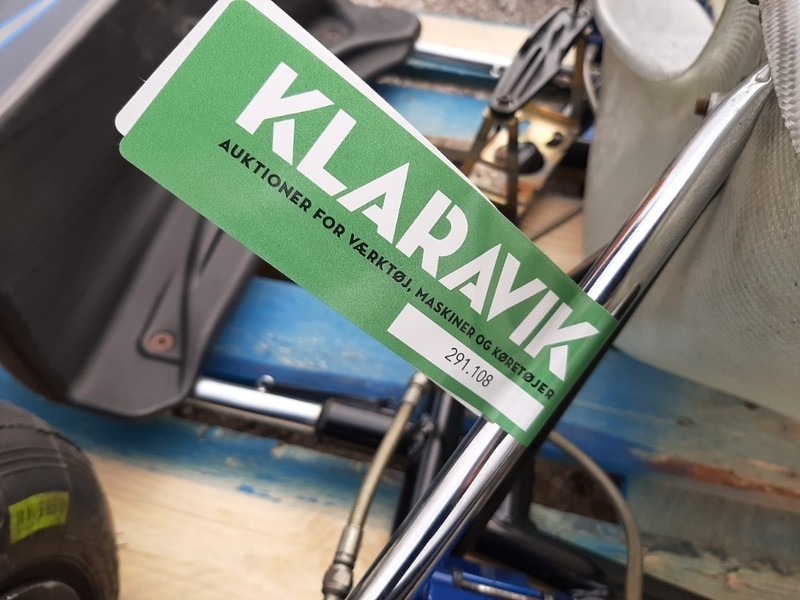 KLARAVIK
AUKTIONER FOR VÆRKTØJ, MASKINER OG KØRETØJER
291.108